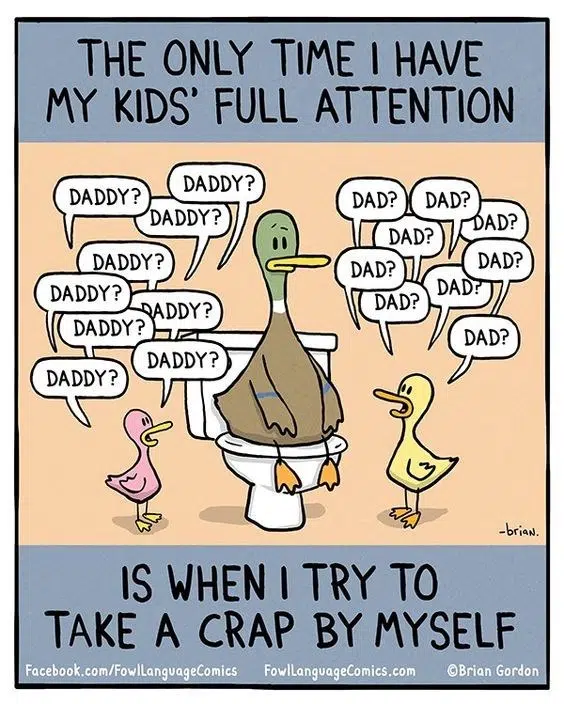 THE ONLY TIME I HAVE
MY KIDS' FULL ATTENTION
DADDY?
DADDY?
DADDY?
DADDY?
DADDY?
DADDY?
DADDY?
DADDY?
DADDY?
DAD?
DAD?
DAD?
DAD?
DAD?
DAD?
DAD?
DAD?
DAD?
-brian.
IS WHEN I TRY TO
TAKE A CRAP BY MYSELF
Facebook.com/FowlLanguageComics FowlLanguageComics.com ©Brian Gordon